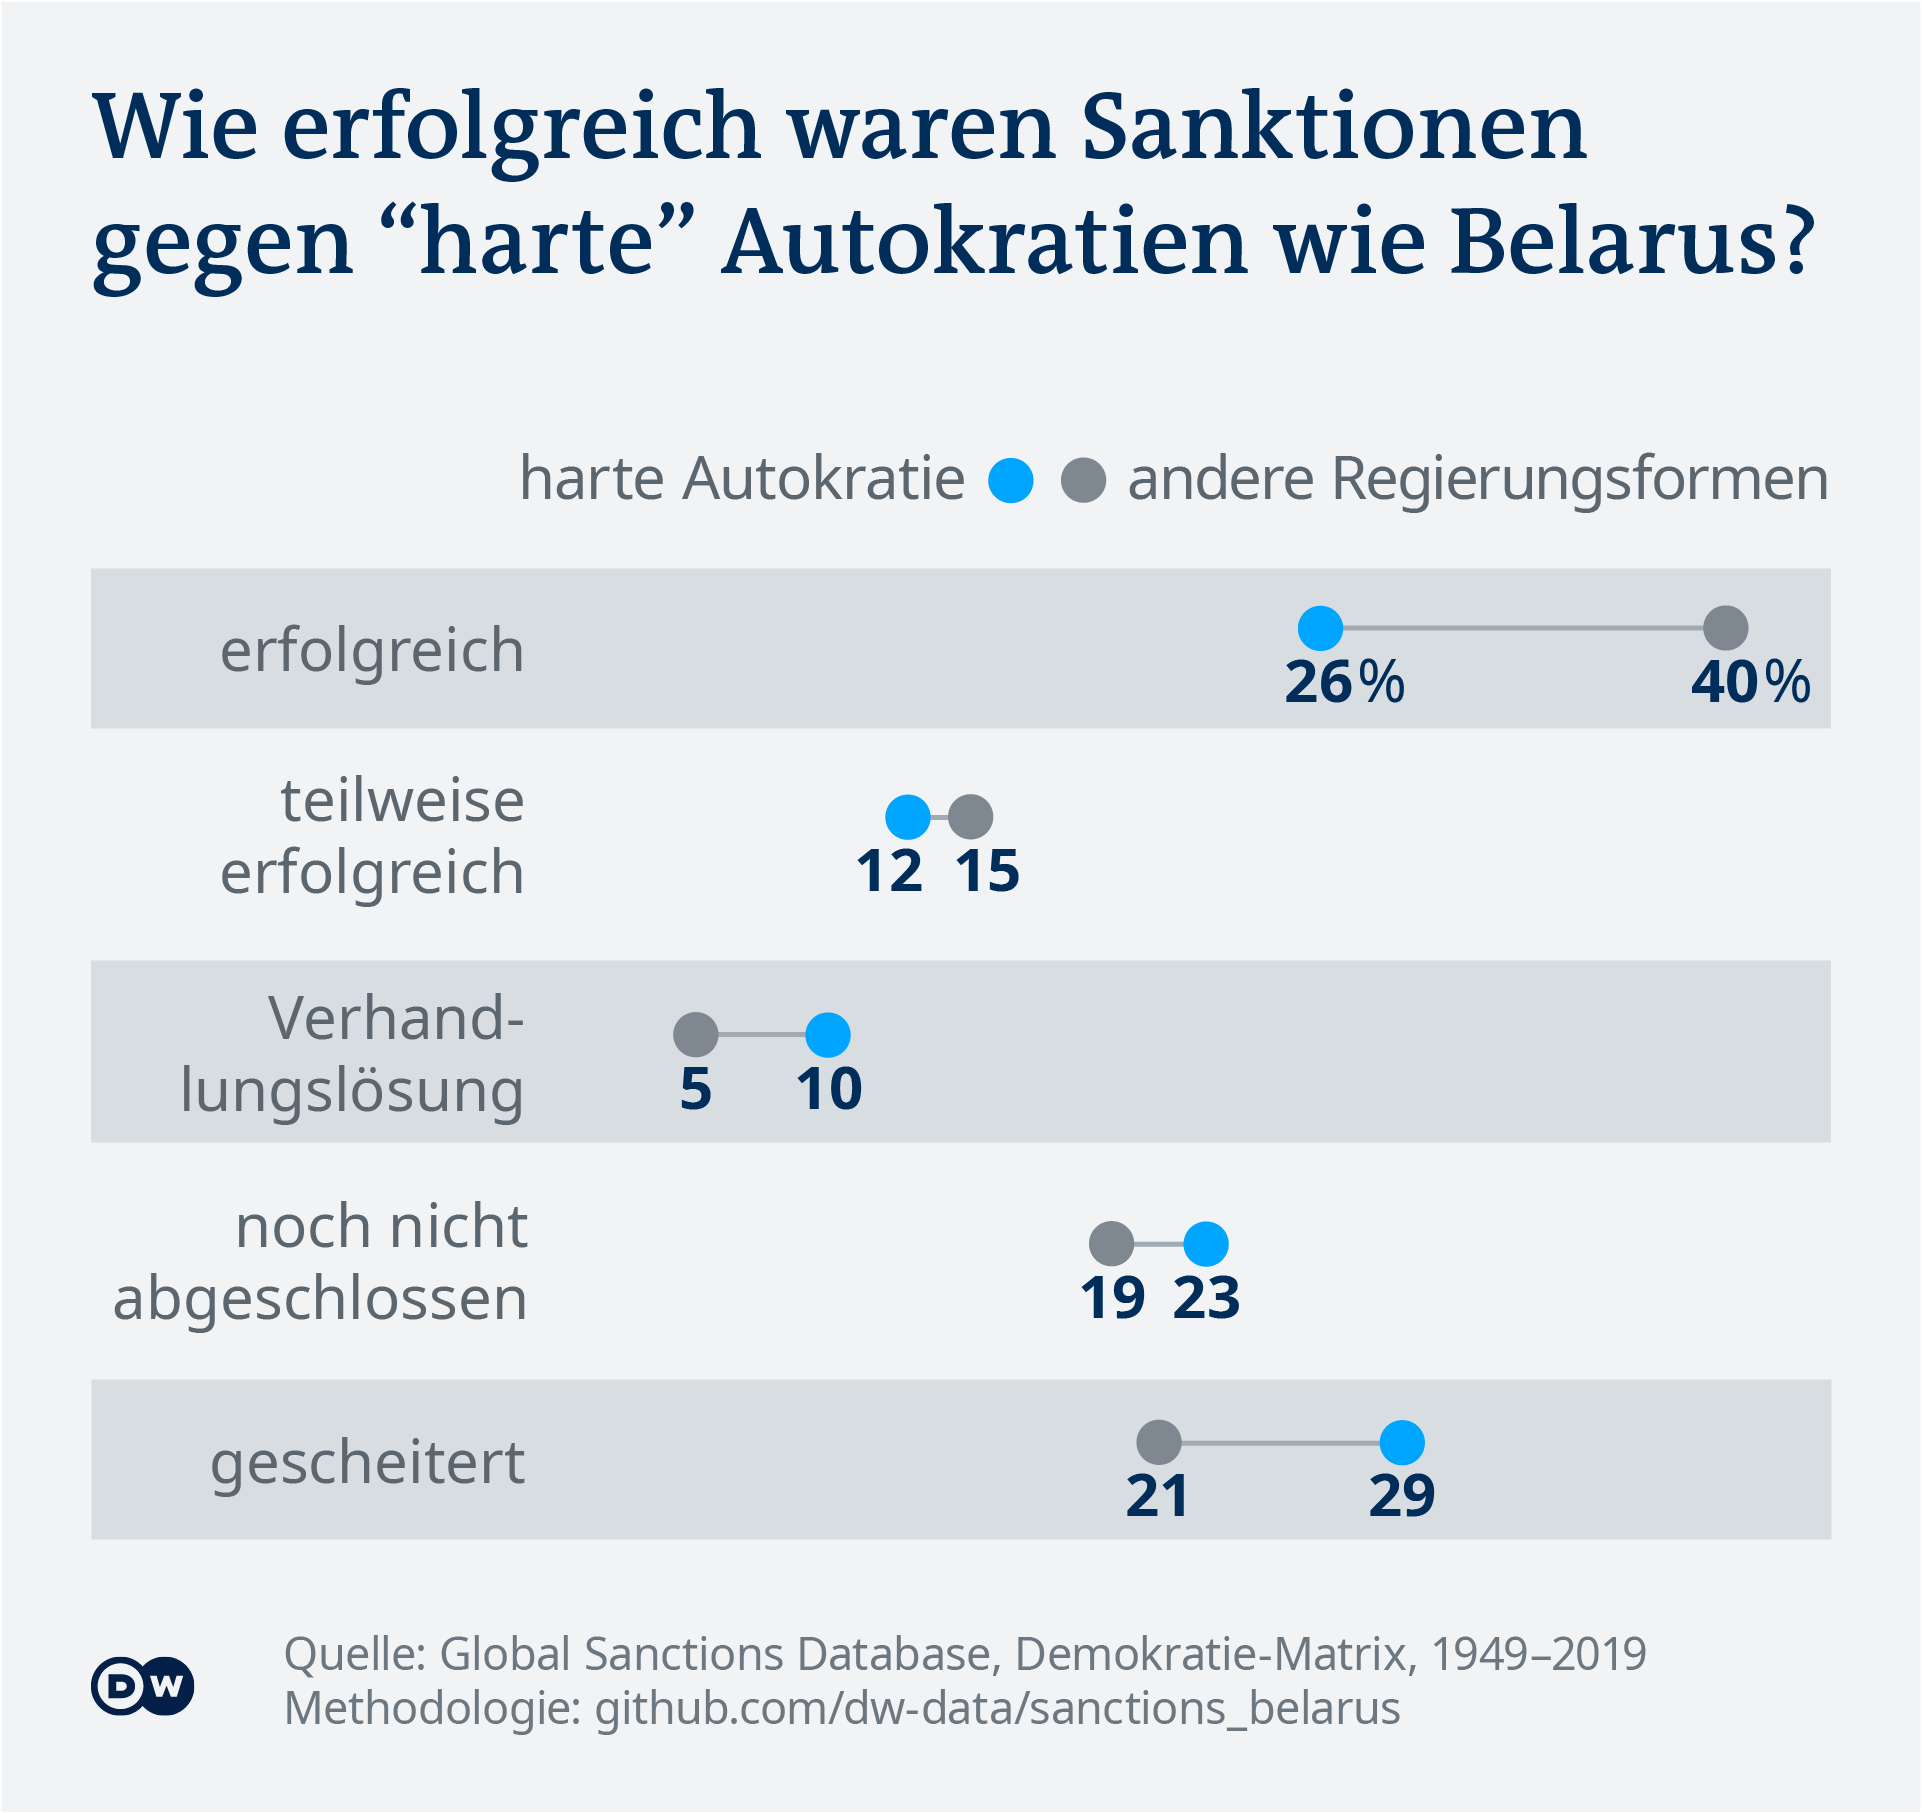 Wie erfolgreich waren Sanktionen
gegen “harte” Autokratien wie Belarus?
harte Autokratie andere Regierungsformen
erfolgreich
26% 40%
teilweise
erfolgreich
12 15
Verhand-
lungslösung
5 10
noch nicht
abgeschlossen
19 23
gescheitert
21 29
DW
Quelle: Global Sanctions Database, Demokratie-Matrix, 1949–2019
Methodologie: github.com/dw-data/sanctions_belarus